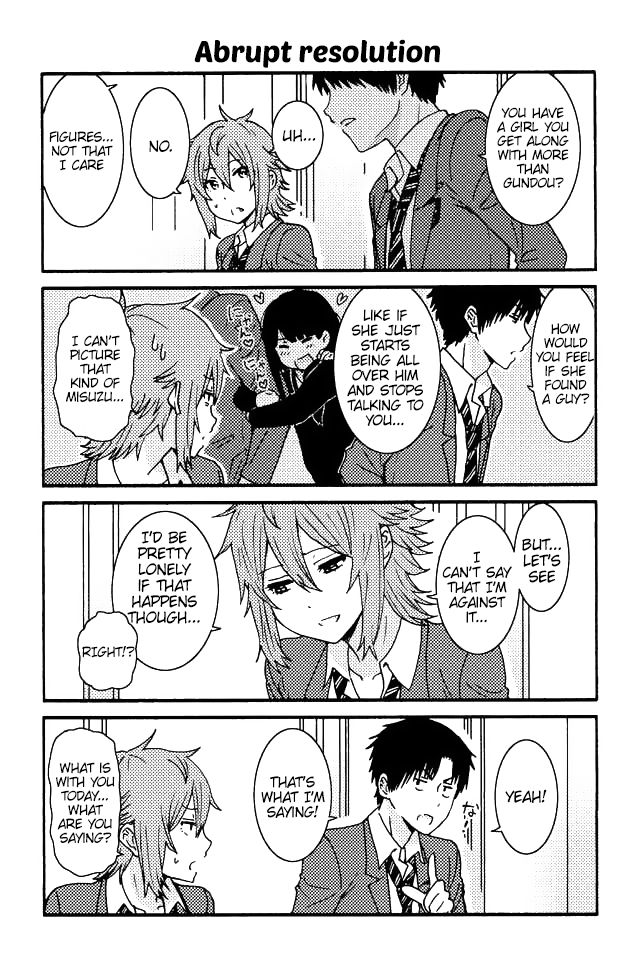 Abrupt resolution
YOU HAVE
A GIRL YOU
GET ALONG
WITH MORE
THAN
GUNDOU?
UH...
NO.
FIGURES...
NOT THAT
I CARE
HOW
WOULD
YOU FEEL
IF SHE
FOUND
A GUY?
LIKE IF
SHE JUST
STARTS
BEING ALL
OVER HIM
AND STOPS
TALKING TO
YOU...
I CAN'T
PICTURE
THAT
KIND OF
MISUZU...
BUT...
LET'S
SEE
I
CAN'T SAY
THAT I'M
AGAINST
IT...
I'D BE
PRETTY
LONELY
IF THAT
HAPPENS
THOUGH...
RIGHT!?
YEAH!
な!!
THAT'S
WHAT I'M
SAYING!
WHAT IS
WITH YOU
TODAY...
WHAT
ARE YOU
SAYING?